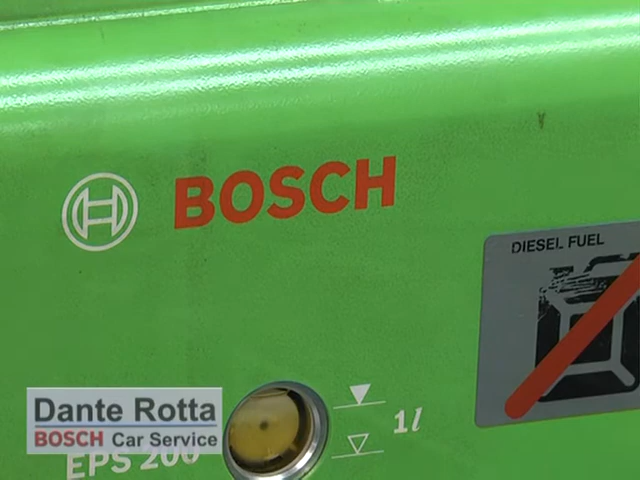 BOSCH
DIESEL FUEL
1l
Dante Rotta
BOSCH Car Service
EPS 200